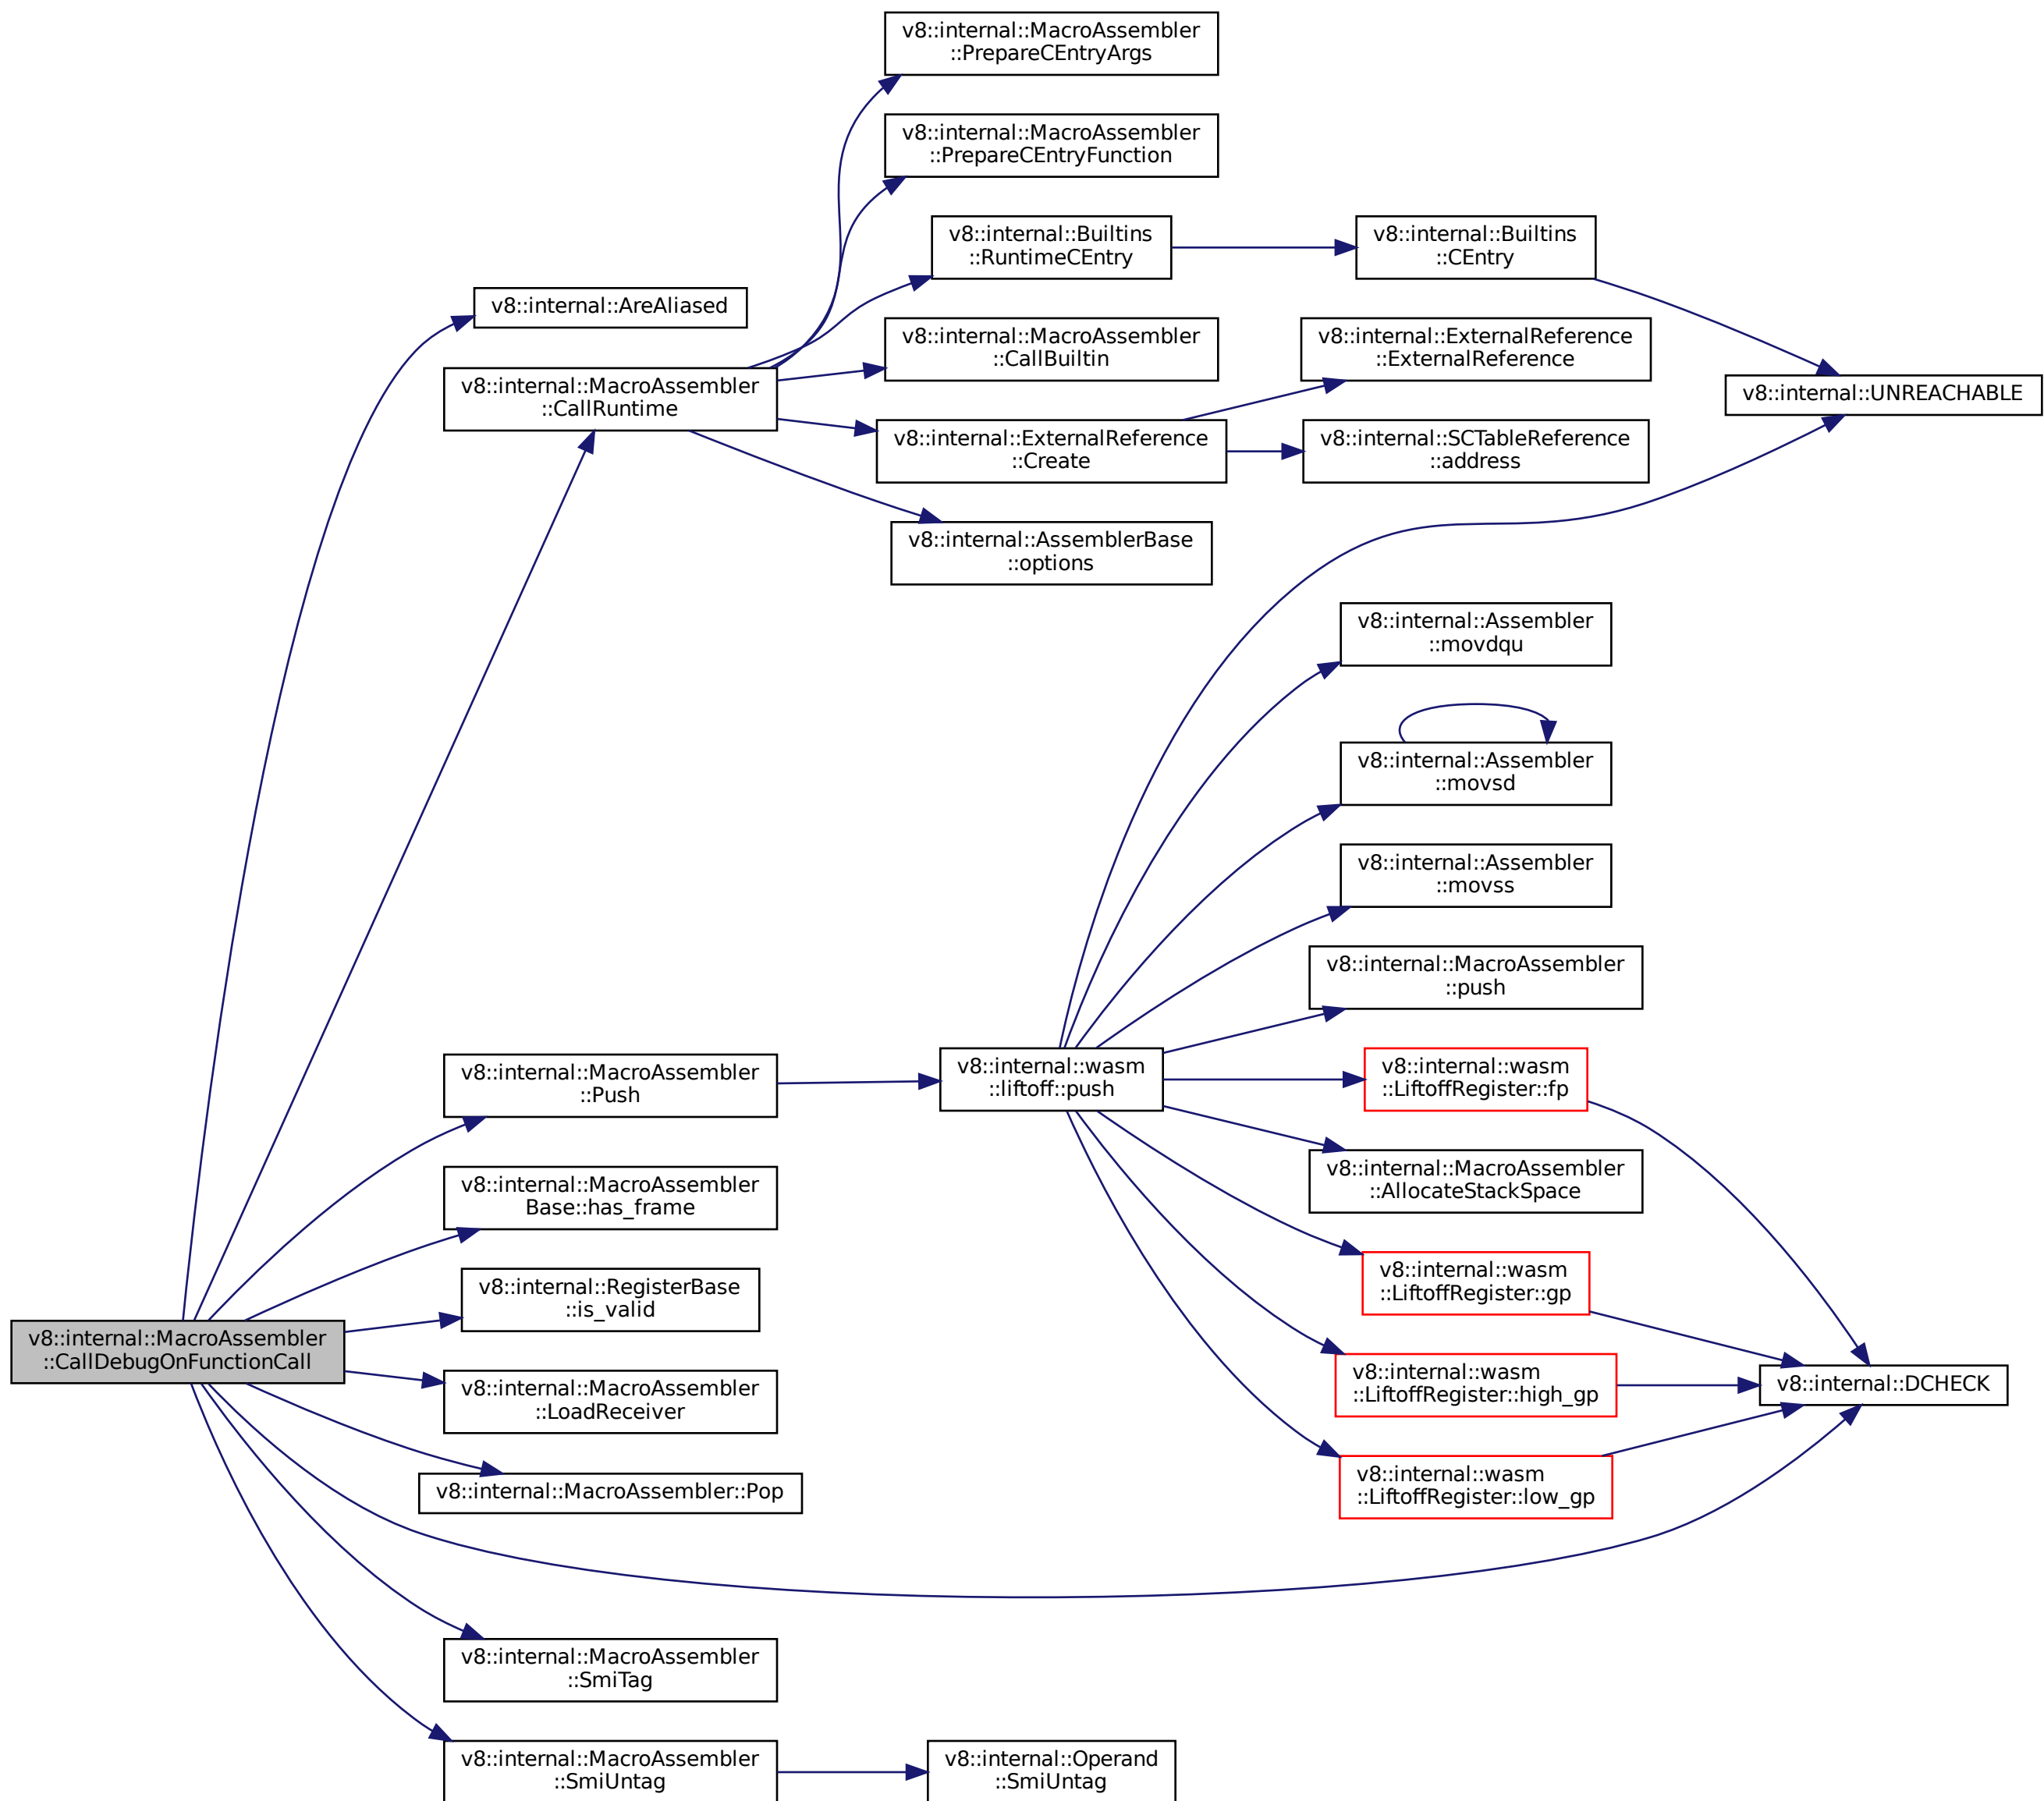 v8::internal::MacroAssembler
::PrepareCEntryArgs
v8::internal::MacroAssembler
::PrepareCEntryFunction
v8::internal::Builtins
::RuntimeCEntry
v8::internal::Builtins
::CEntry
v8::internal::AreAliased
v8::internal::MacroAssembler
::CallBuiltin
v8::internal::ExternalReference
::ExternalReference
v8::internal::MacroAssembler
::CallRuntime
v8::internal::UNREACHABLE
v8::internal::ExternalReference
::Create
v8::internal::SCTableReference
::address
v8::internal::AssemblerBase
::options
v8::internal::Assembler
::movdqu
v8::internal::Assembler
::movsd
v8::internal::Assembler
::movss
v8::internal::MacroAssembler
::push
v8::internal::MacroAssembler
::Push
v8::internal::wasm
::liftoff::push
v8::internal::wasm
::LiftoffRegister::fp
v8::internal::MacroAssembler
::AllocateStackSpace
v8::internal::MacroAssembler
Base::has_frame
v8::internal::wasm
::LiftoffRegister::gp
v8::internal::RegisterBase
::is_valid
v8::internal::MacroAssembler
::CallDebugOnFunctionCall
v8::internal::wasm
::LiftoffRegister::high_gp
v8::internal::DCHECK
v8::internal::MacroAssembler
::LoadReceiver
v8::internal::wasm
::LiftoffRegister::low_gp
v8::internal::MacroAssembler::Pop
v8::internal::MacroAssembler
::SmiTag
v8::internal::MacroAssembler
::SmiUntag
v8::internal::Operand
::SmiUntag